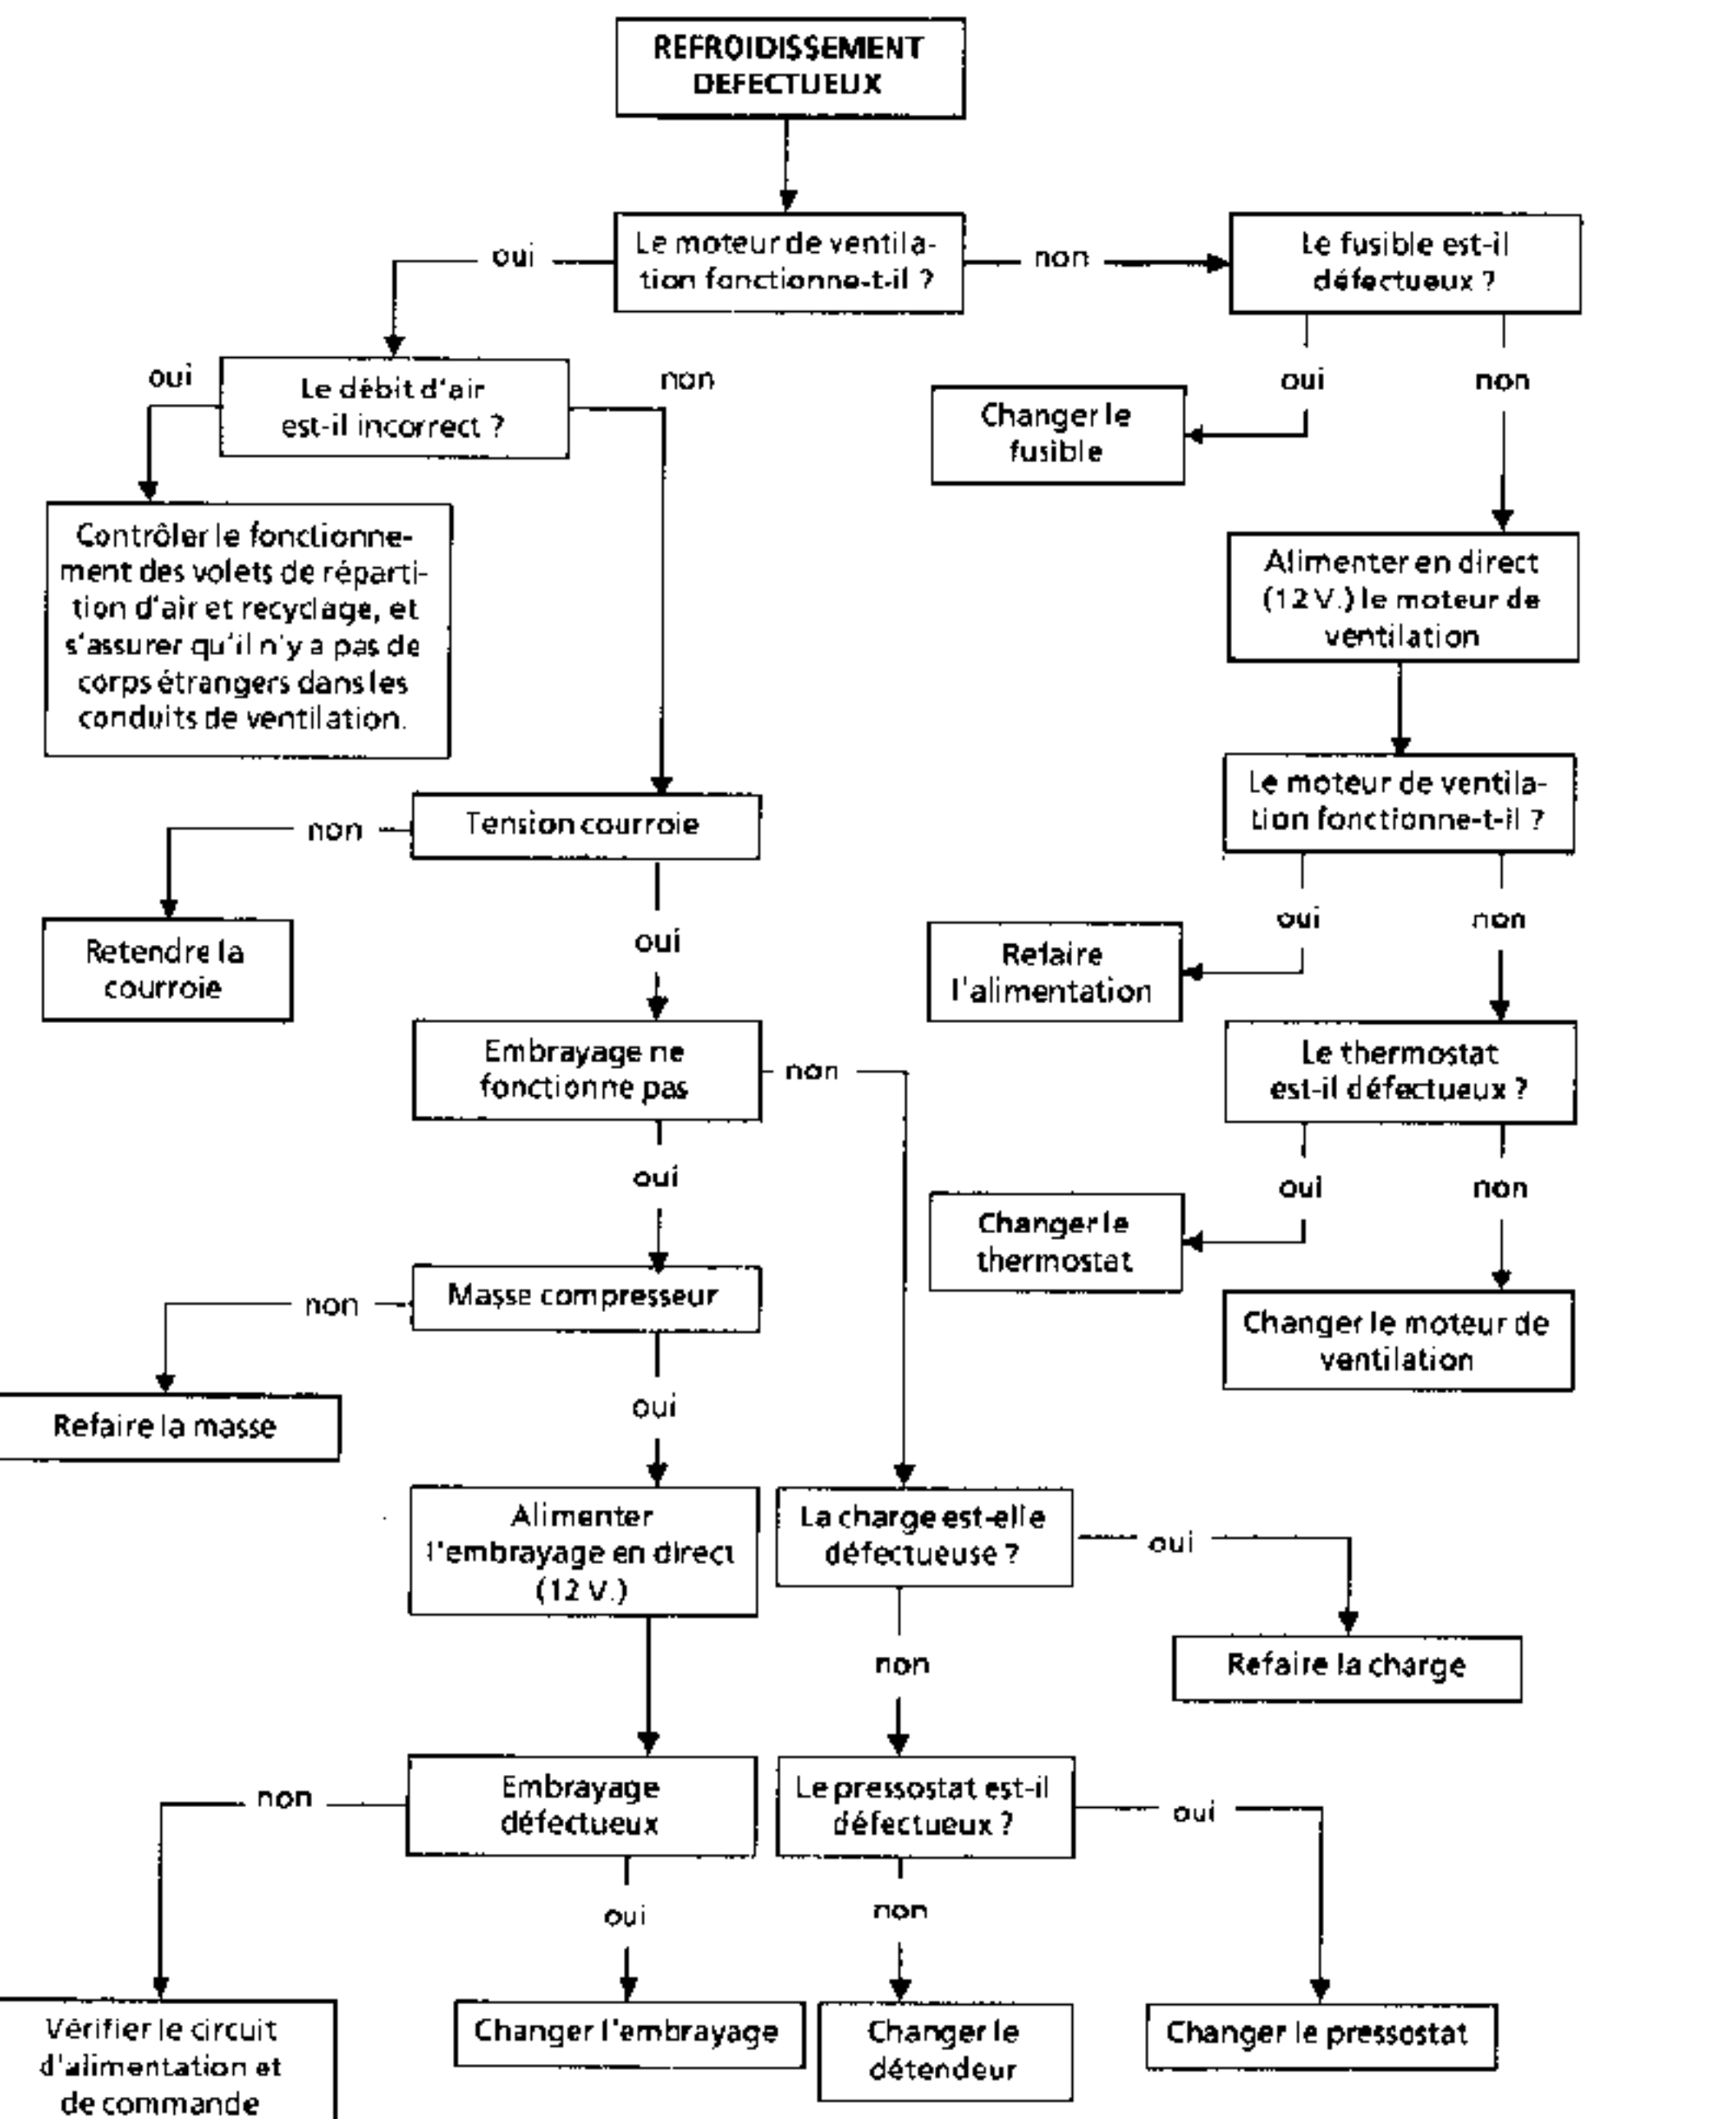 REFROIDISSEMENT
DEFECTUEUX
Le moteur de ventila-
tion fonctionne-t-il ?
oui
non
Le fusible est-il
défectueux ?
oui
non
Le débit d'air
est-il incorrect ?
oui
non
Changer le
fusible
Contrôler le fonctionne-
ment des volets de réparti-
tion d'air et recyclage, et
s'assurer qu'il n'y a pas de
corps étrangers dans les
conduits de ventilation.
Alimenter en direct
(12 V.) le moteur de
ventilation
Le moteur de ventila-
tion fonctionne-t-il ?
oui
non
Tension courroie
non
oui
Retendre la
courroie
Refaire
l'alimentation
Embrayage ne
fonctionne pas
non
oui
Le thermostat
est-il défectueux ?
oui
non
Changer le
thermostat
Changer le moteur de
ventilation
Masse compresseur
non
oui
Refaire la masse
Alimenter
l'embrayage en direct
(12 V.)
La charge est-elle
défectueuse ?
oui
non
Refaire la charge
Embrayage
défectueux
non
oui
Le pressostat est-il
défectueux ?
oui
non
Vérifier le circuit
d'alimentation et
de commande
Changer l'embrayage
Changer le
détendeur
Changer le pressostat